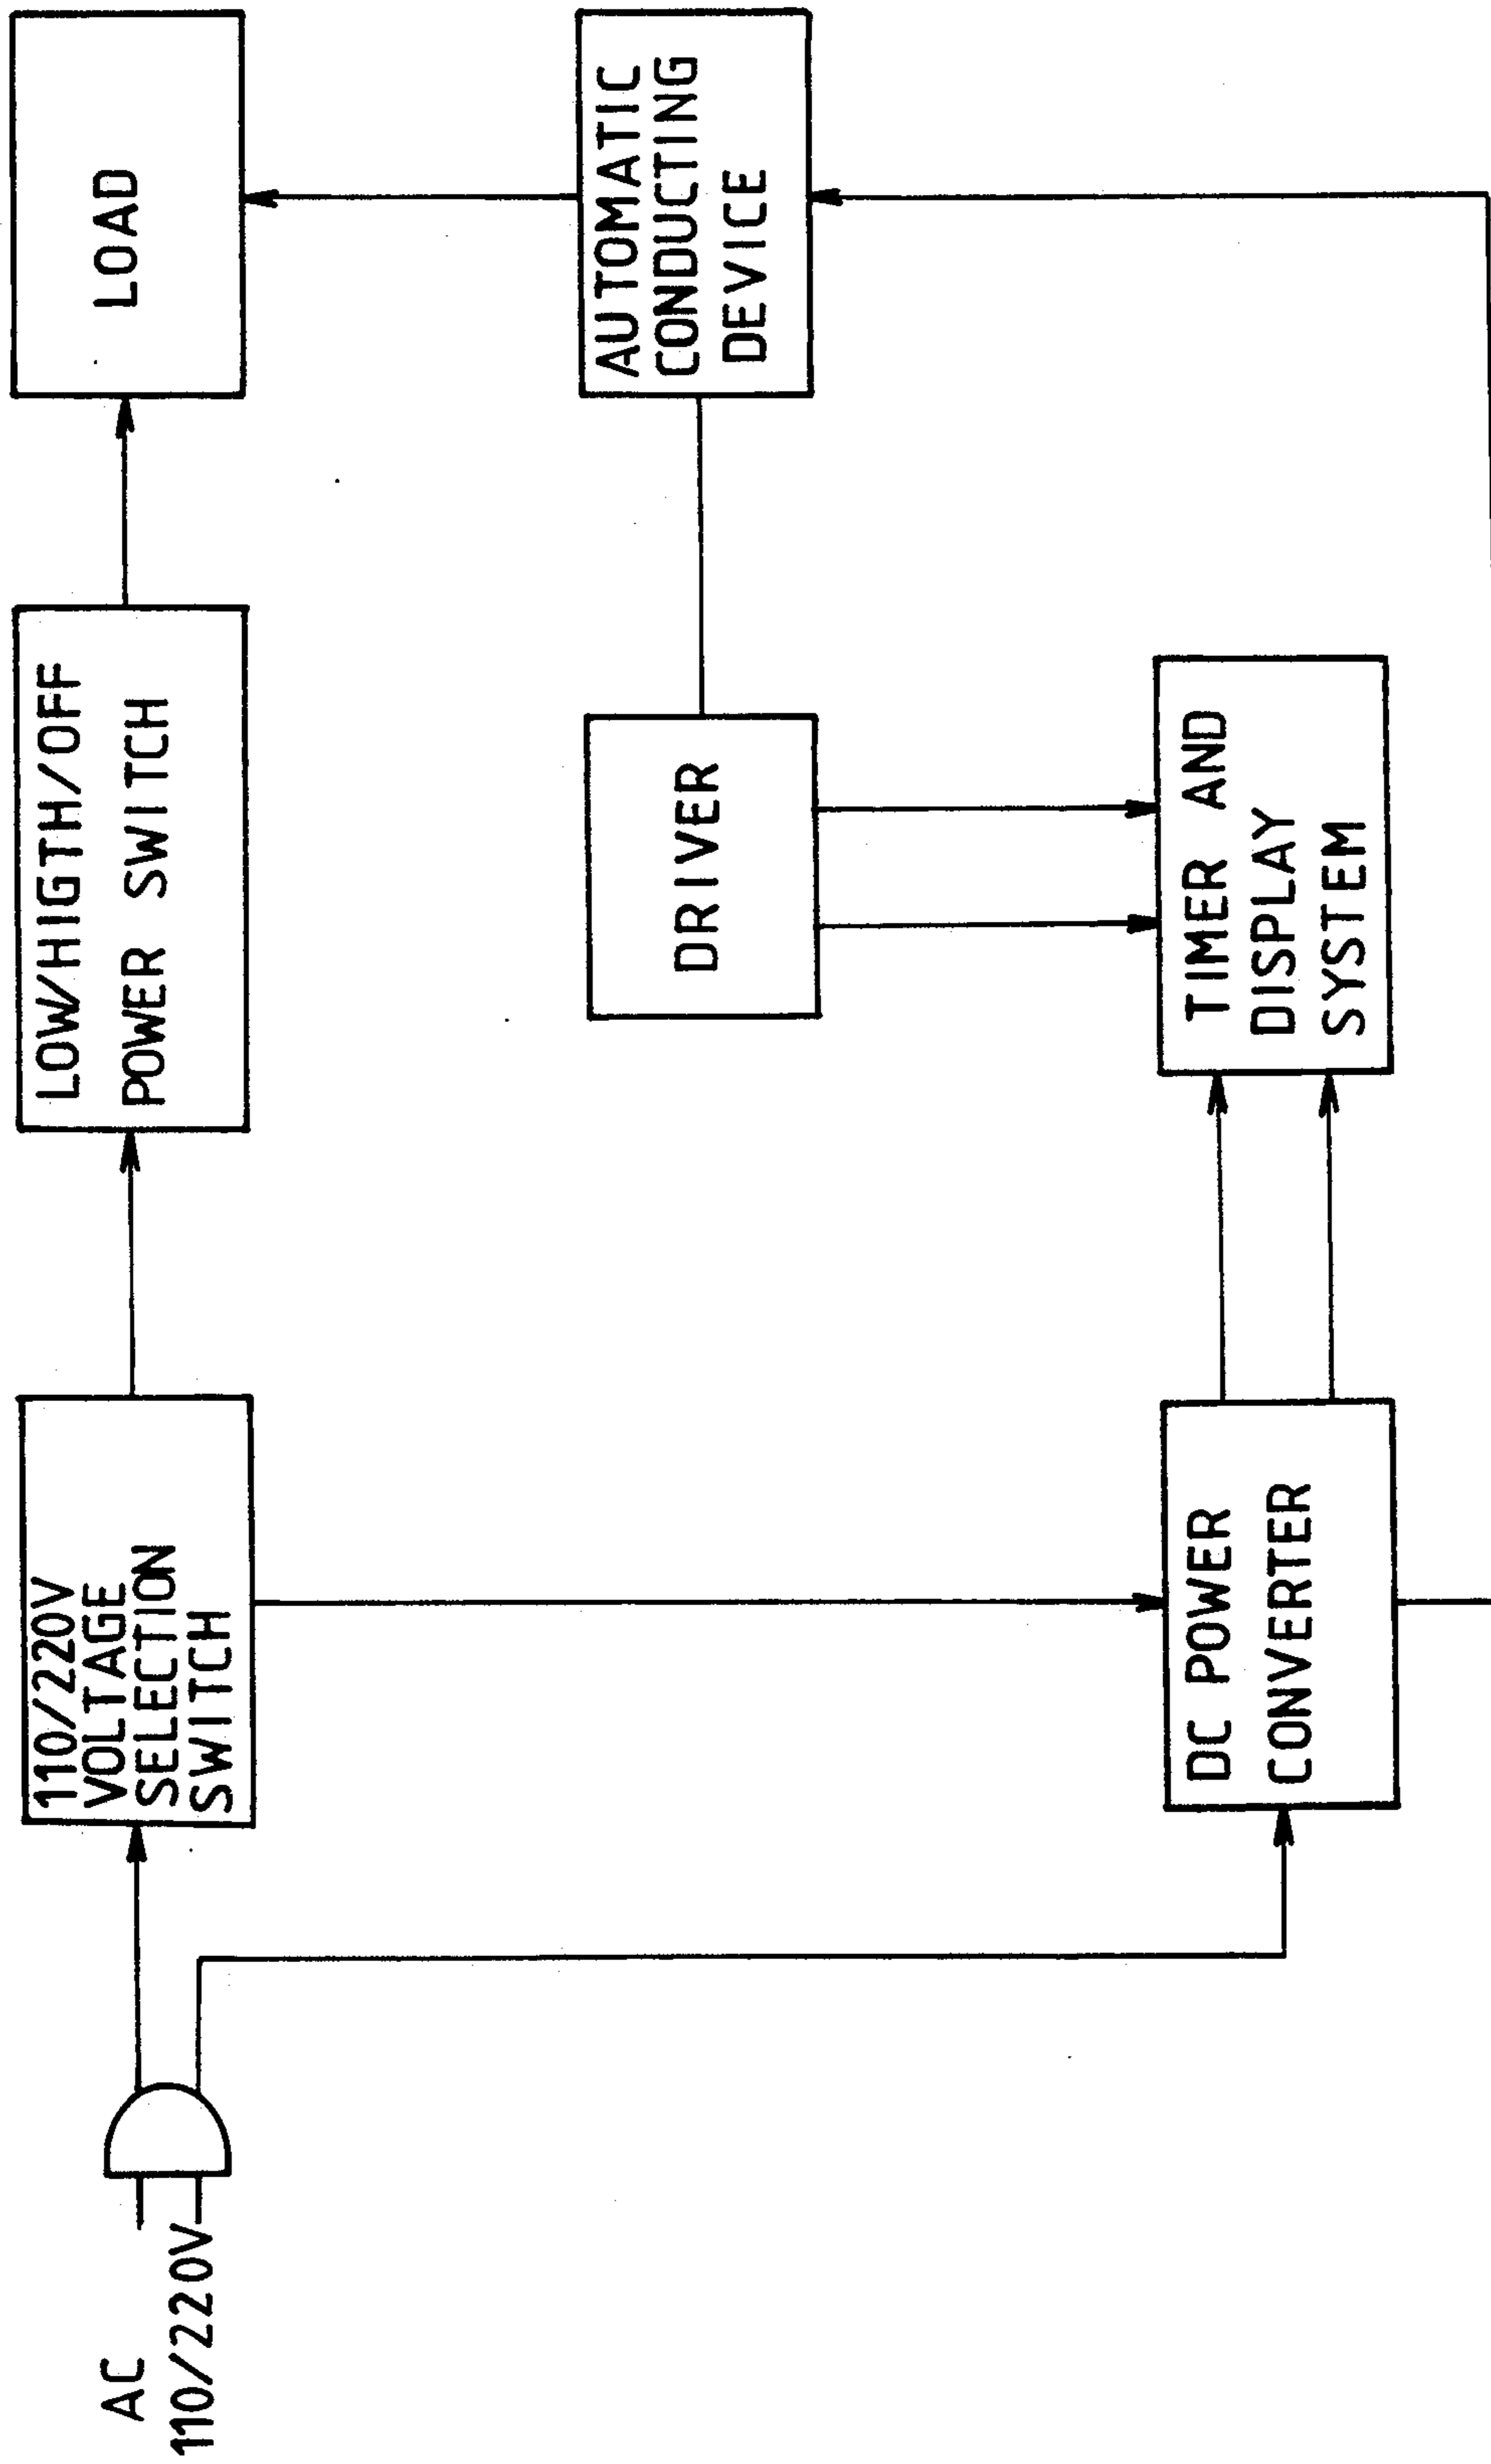 AC
110/220V
110/220V
VOLTAGE
SELECTION
SWITCH
LOW/HIGTH/OFF
POWER SWITCH
LOAD
DRIVER
AUTOMATIC
CONDUCTING
DEVICE
DC POWER
CONVERTER
TIMER AND
DISPLAY
SYSTEM